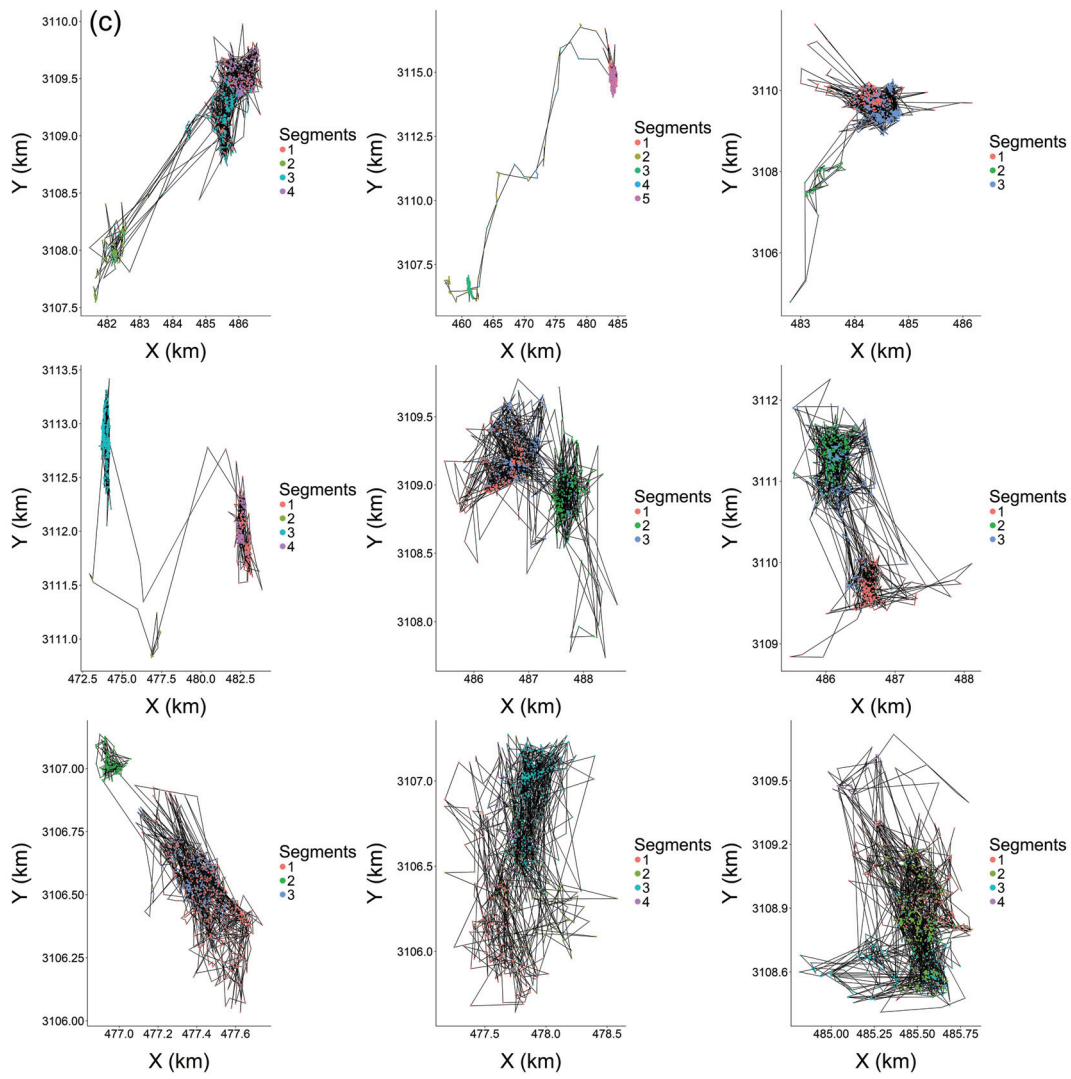 (c)
3110.0
3109.5
3109.0
3108.5
3108.0
3107.5
Y (km)
482 483 484 485 486
X (km)
Segments
1
2
3
4
3115.0
3112.5
3110.0
3107.5
Y (km)
460 465 470 475 480 485
X (km)
Segments
1
2
3
4
5
3110
3108
3106
Y (km)
483 484 485 486
X (km)
Segments
1
2
3
3113.5
3113.0
3112.5
3112.0
3111.5
3111.0
Y (km)
472.5 475.0 477.5 480.0 482.5
X (km)
Segments
1
2
3
4
3109.5
3109.0
3108.5
3108.0
Y (km)
486 487 488
X (km)
Segments
1
2
3
3112
3111
3110
3109
Y (km)
486 487 488
X (km)
Segments
1
2
3
3107.00
3106.75
3106.50
3106.25
3106.00
Y (km)
477.0 477.2 477.4 477.6
X (km)
Segments
1
2
3
3107.0
3106.5
3106.0
Y (km)
477.5 478.0 478.5
X (km)
Segments
1
2
3
4
3109.5
3109.2
3108.9
3108.6
Y (km)
485.00 485.25 485.50 485.75
X (km)
Segments
1
2
3
4